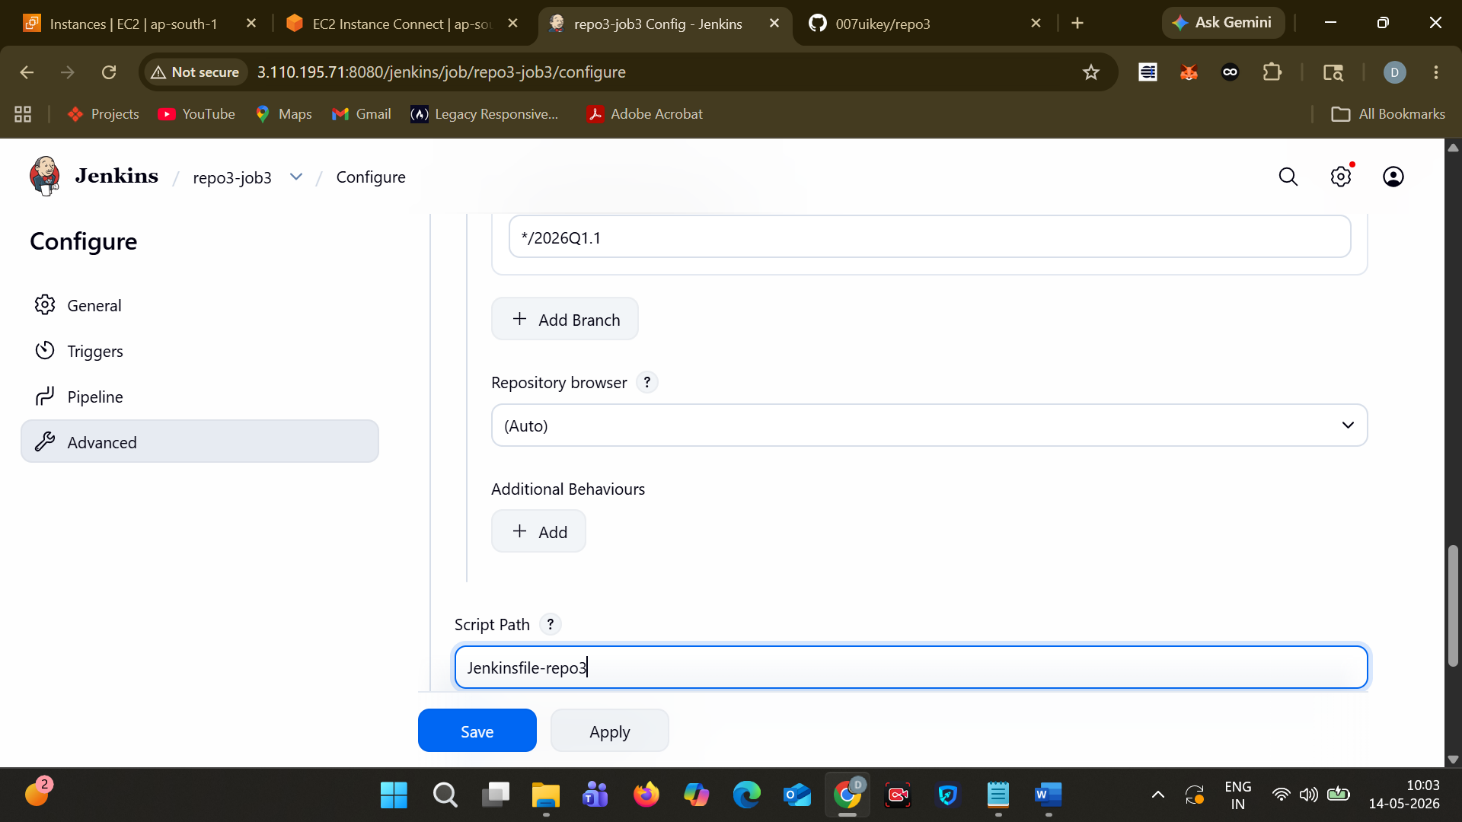 Instances | EC2 | ap-south-1
EC2 Instance Connect | ap-sou
repo3-job3 Config - Jenkins
007uikey/repo3
Ask Gemini
Not secure
3.110.195.71:8080/jenkins/job/repo3-job3/configure
D
Projects
YouTube
Maps
Gmail
Legacy Responsive...
Adobe Acrobat
All Bookmarks
Jenkins / repo3-job3 / Configure
Configure
General
Triggers
Pipeline
Advanced
*/2026Q1.1
+ Add Branch
Repository browser ?
(Auto)
Additional Behaviours
+ Add
Script Path ?
Jenkinsfile-repo3
Save
Apply
2
D
ENG
IN
10:03
14-05-2026